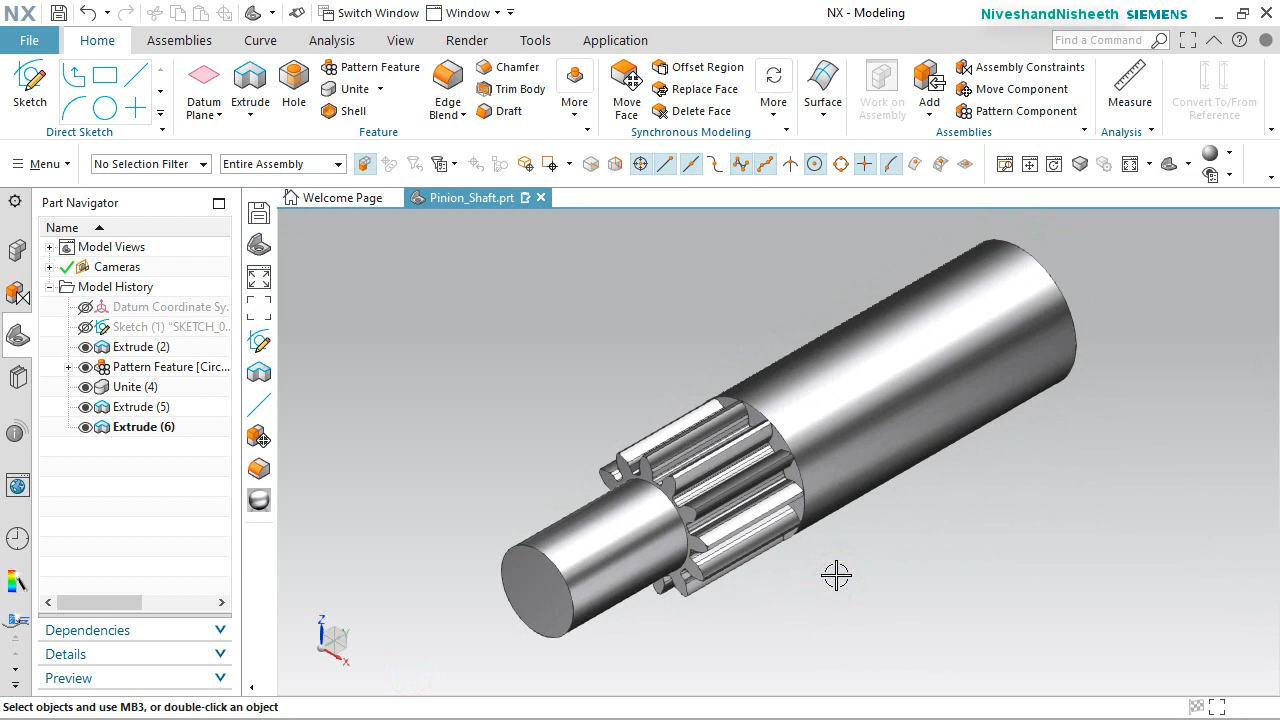 NX
Switch Window
Window
NX - Modeling
NiveshandNisheeth SIEMENS
File
Home
Assemblies
Curve
Analysis
View
Render
Tools
Application
Find a Command
Sketch
Direct Sketch
Datum
Plane
Extrude
Hole
Pattern Feature
Unite
Shell
Edge
Blend
Chamfer
Trim Body
Draft
More
Feature
Move
Face
Offset Region
Replace Face
Delete Face
More
Synchronous Modeling
Surface
Work on
Assembly
Add
Assembly Constraints
Move Component
Pattern Component
Assemblies
Measure
Analysis
Convert To/From
Reference
Menu
No Selection Filter
Entire Assembly
Part Navigator
Welcome Page
Pinion_Shaft.prt
Name
Model Views
Cameras
Model History
Datum Coordinate Sy...
Sketch (1) "SKETCH_0...
Extrude (2)
Pattern Feature [Circ...
Unite (4)
Extrude (5)
Extrude (6)
Dependencies
Details
Preview
Z
Y
X
Select objects and use MB3, or double-click an object